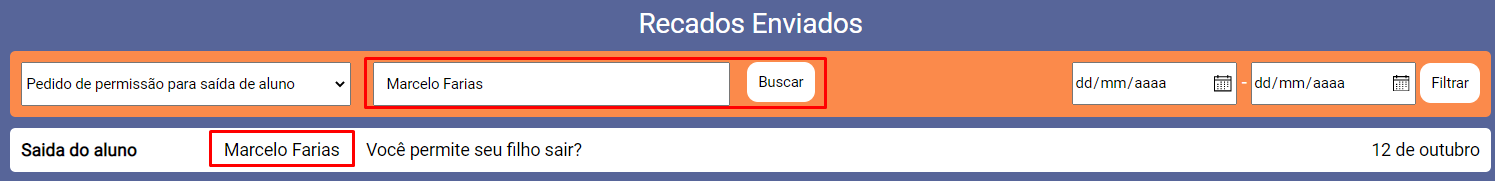 Recados Enviados
Pedido de permissão para saída de aluno Marcelo Farias Buscar dd/mm/aaaa - dd/mm/aaaa Filtrar
Saida do aluno Marcelo Farias Você permite seu filho sair? 12 de outubro